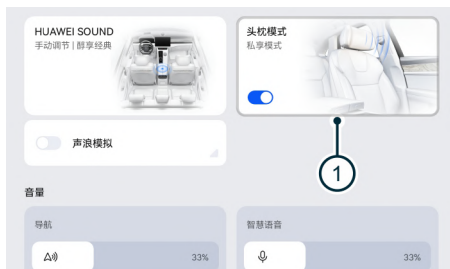 HUAWEI SOUND
手动调节 | 醇享经典
头枕模式
私享模式
声浪模拟
1
音量
导航
智慧语音
33%
33%